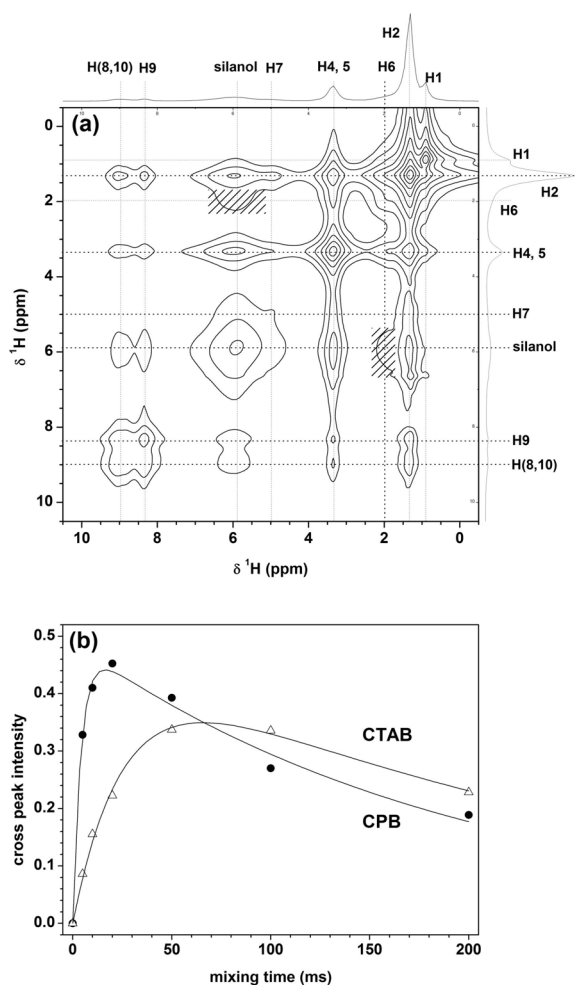 H2
H(8,10) H9 silanol H7 H4, 5 H6 H1
(a)
0
2
4
6
8
10
δ ¹H (ppm)
10 8 6 4 2 0
δ ¹H (ppm)
H1
H2
H6
H4, 5
H7
silanol
H9
H(8,10)
(b)
0.5
0.4
0.3
0.2
0.1
0.0
cross peak intensity
CTAB
CPB
0 50 100 150 200
mixing time (ms)